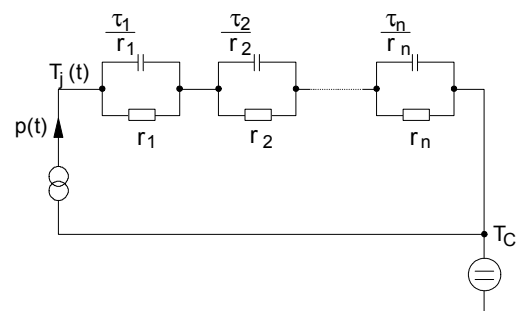 τ1 τ2 τn
r1 r2 rn
Tj(t)
r1 r2 rn
p(t)
TC